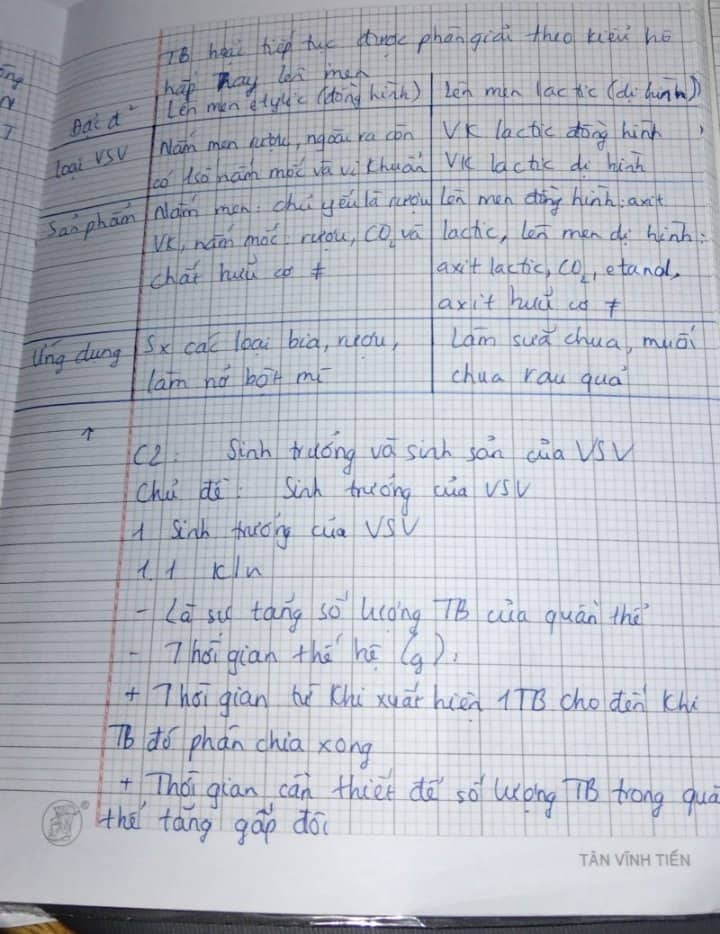 TB hoặc tiếp tục được phân giải theo kiểu hô
hấp hay lên men
Đặc đ²
Lên men etylic (đồng hình)
Lên men lactic (dị hình)
Loại VSV
Nấm men rượu, ngoài ra còn
có 1số nấm mốc và vi khuẩn
VK lactic đồng hình
VK lactic dị hình
Sản phẩm
Nấm men: chủ yếu là rượu
VK, nấm mốc: rượu, CO₂ và
chất hữu cơ ≠
Lên men đồng hình: axit
lactic, lên men dị hình:
axit lactic, CO₂, etanol,
axit hữu cơ ≠
Ứng dụng
Sx các loại bia, rượu,
làm nở bột mì
Làm sữa chua, muối
chua rau quả
C2: Sinh trưởng và sinh sản của VSV
Chủ đề: Sinh trưởng của VSV
1 Sinh trưởng của VSV
1.1 K/n
- Là sự tăng số lượng TB của quần thể
- Thời gian thế hệ (g),
+ Thời gian từ khi xuất hiện 1TB cho đến khi
TB đó phân chia xong
+ Thời gian cần thiết để số lượng TB trong quầ
thể tăng gấp đôi
TÂN VĨNH TIẾN